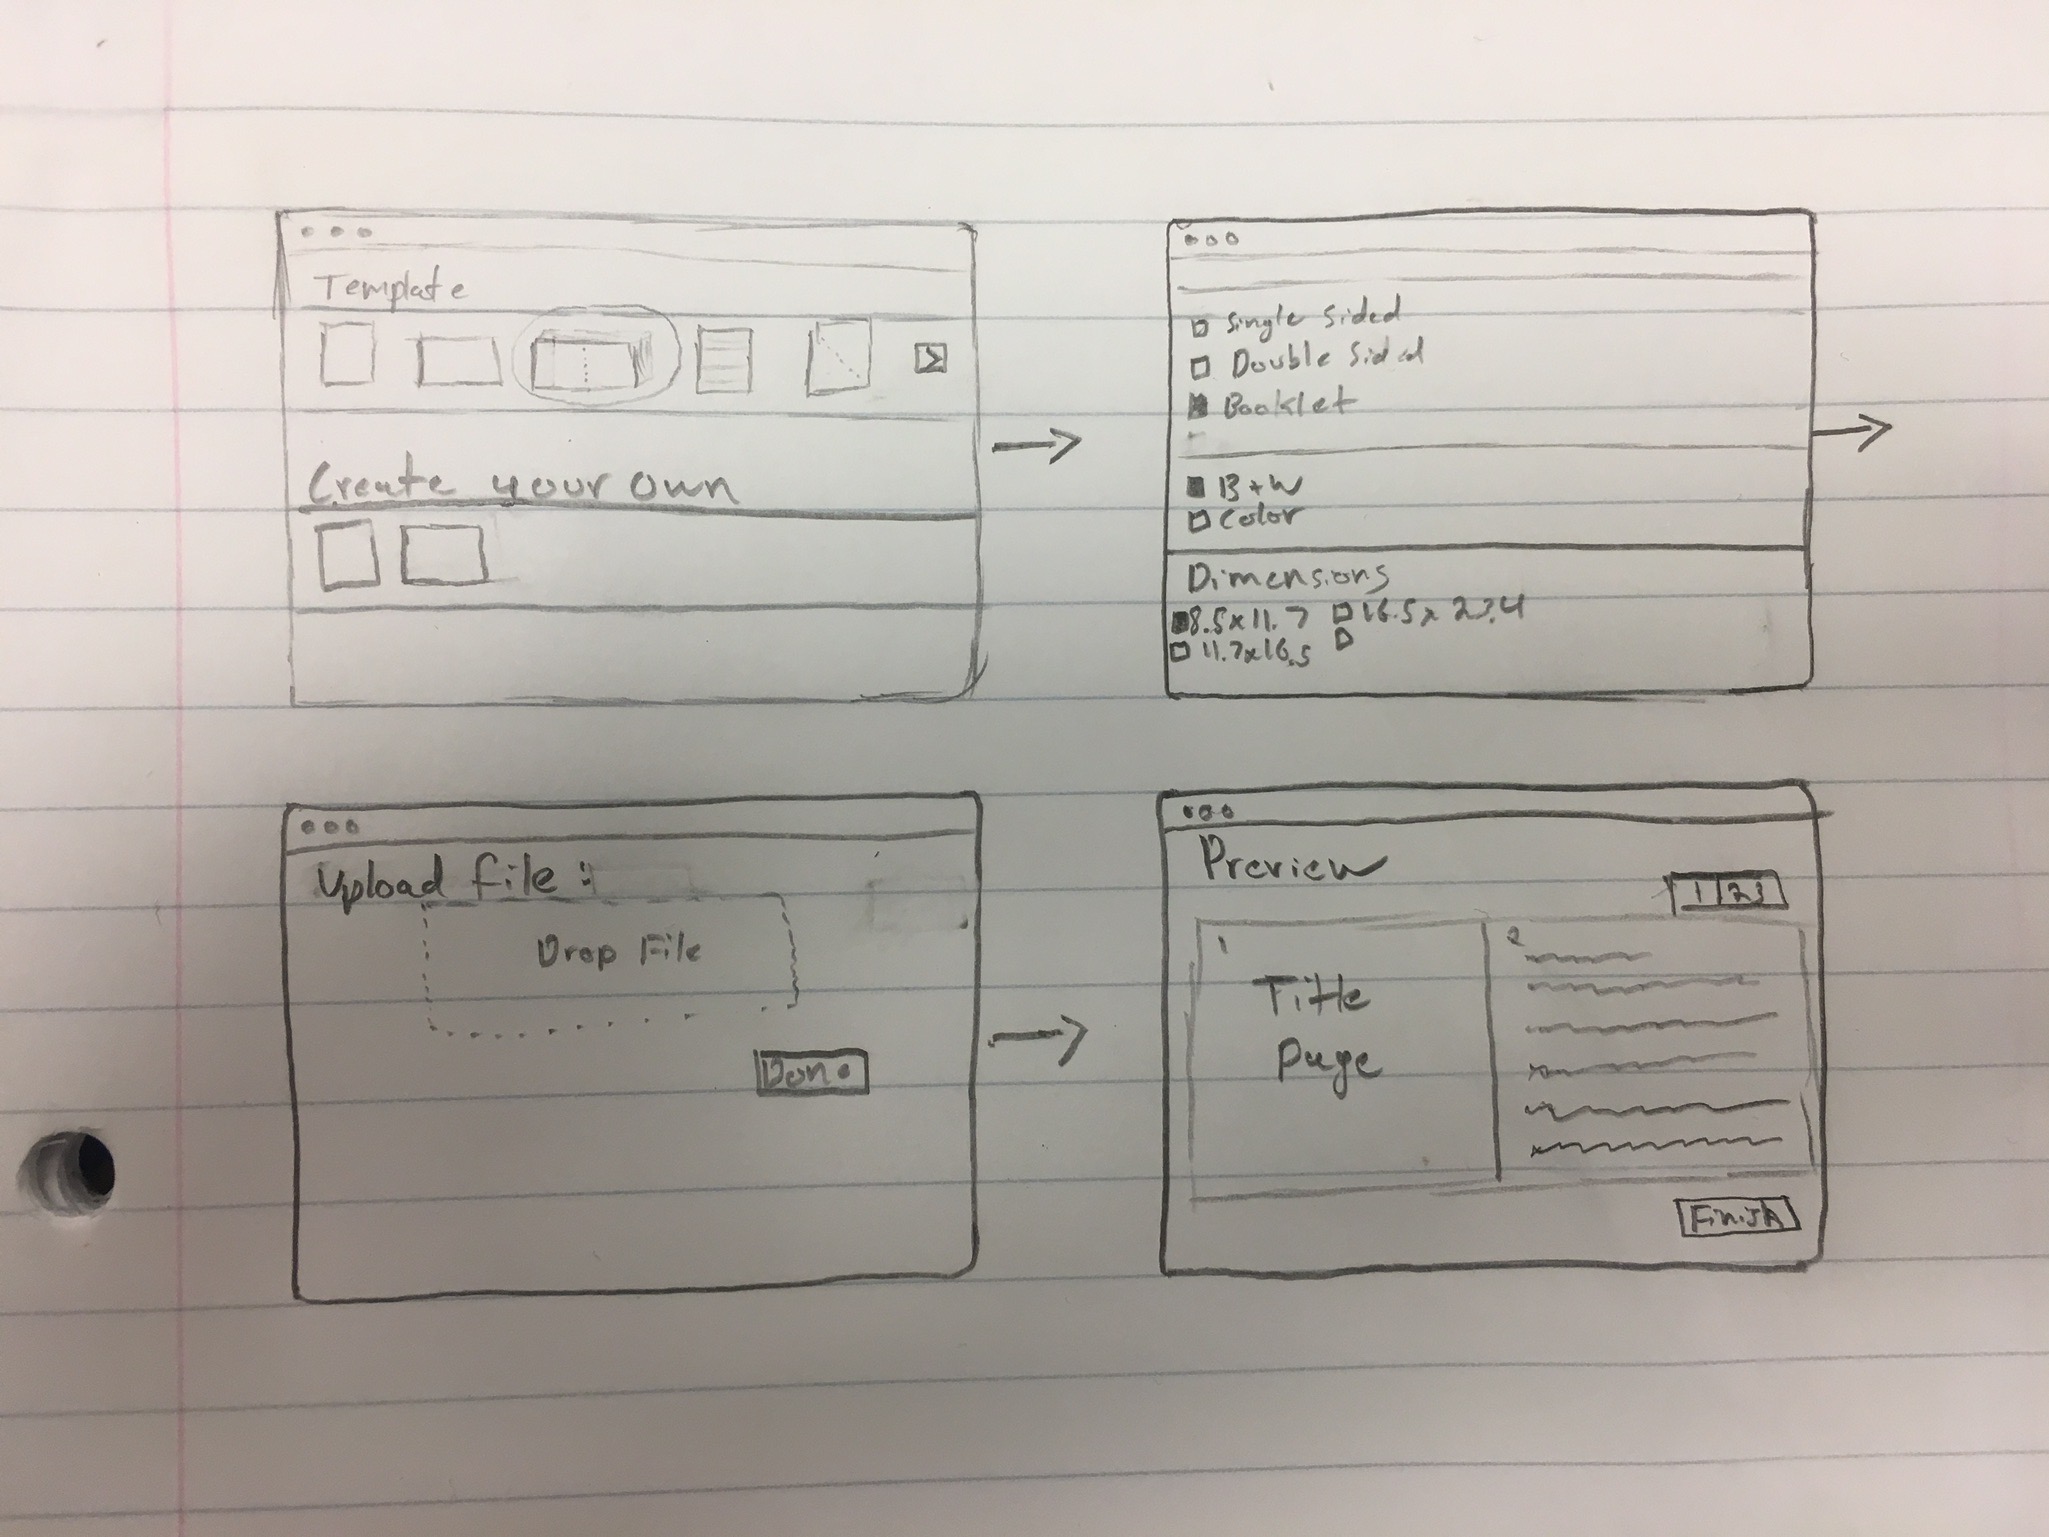 Template
Create your own
Single Sided
Double Sided
Booklet
B+W
Color
Dimensions
8.5x11.7 16.5x23.4
11.7x16.5
Upload file:
Drop File
Done
Preview
1 2 3
1 2
Title
Page
Finish